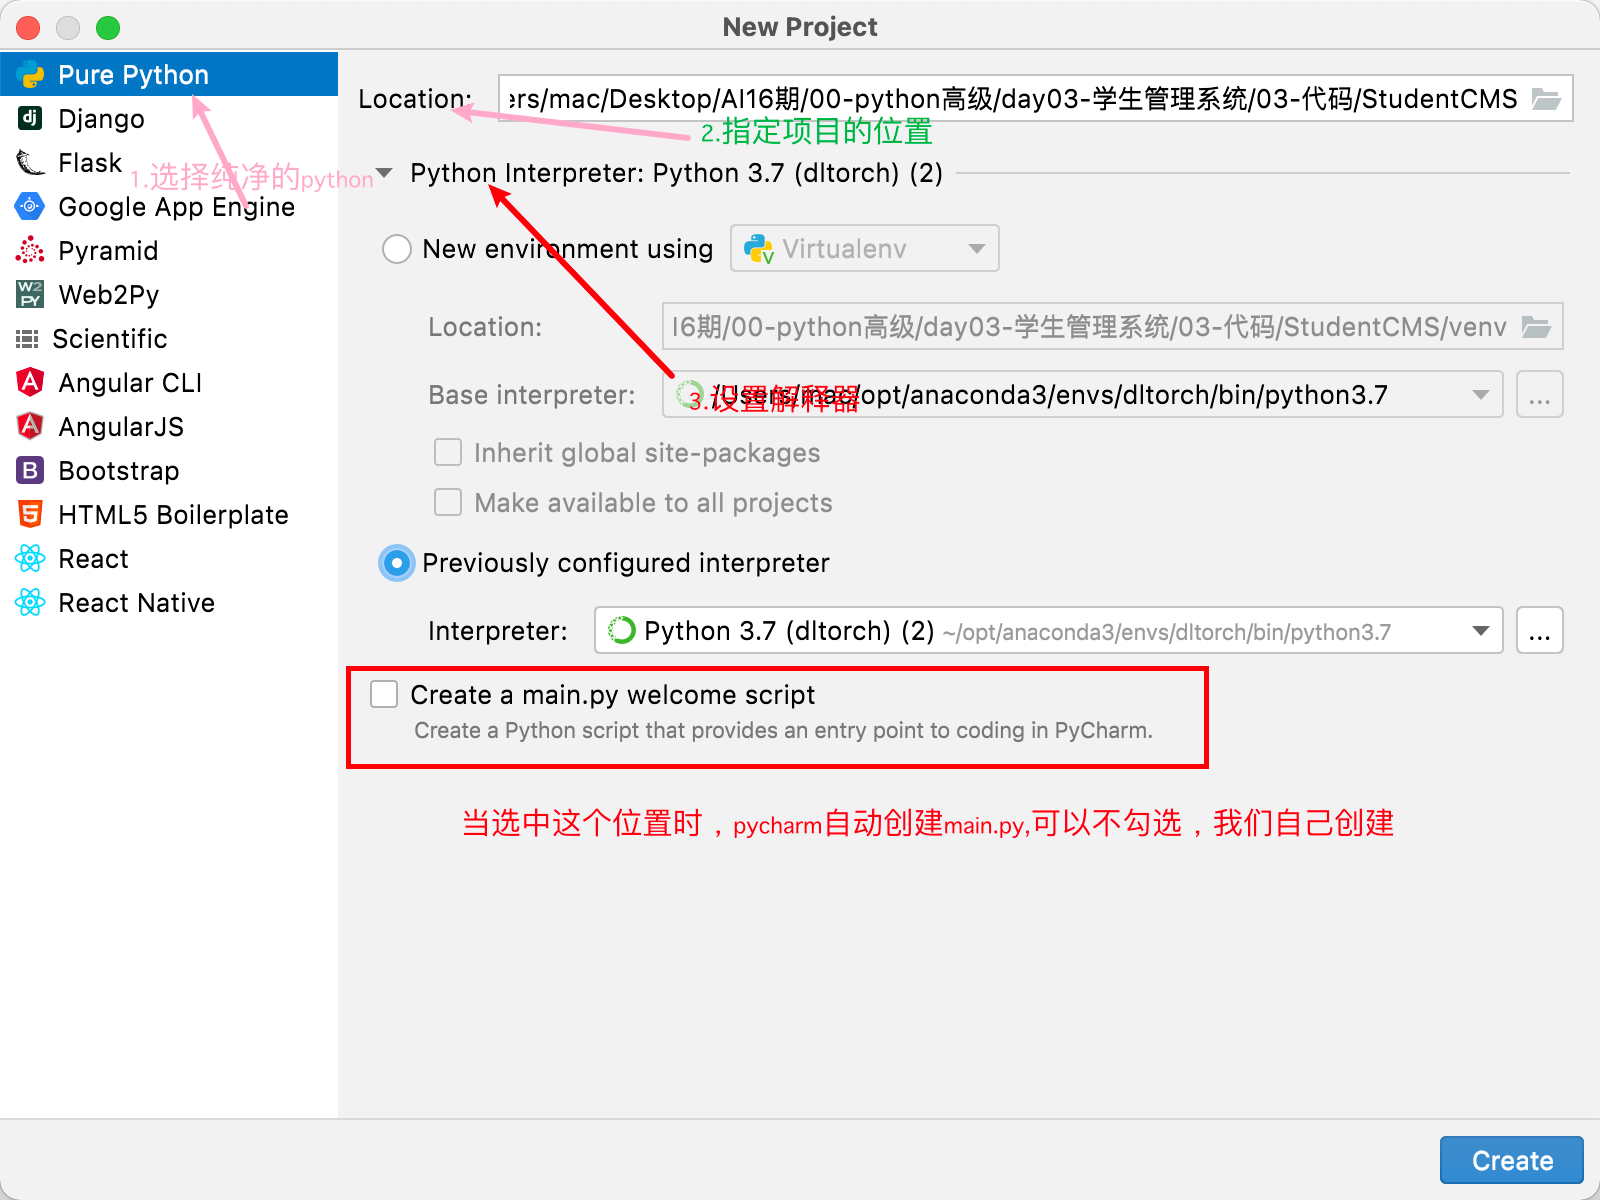 New Project
Pure Python
Django
Flask
Google App Engine
Pyramid
Web2Py
Scientific
Angular CLI
AngularJS
Bootstrap
HTML5 Boilerplate
React
React Native
1.选择纯净的python
Location:
ers/mac/Desktop/AI16期/00-python高级/day03-学生管理系统/03-代码/StudentCMS
2.指定项目的位置
Python Interpreter: Python 3.7 (dltorch) (2)
New environment using
Virtualenv
Location:
I6期/00-python高级/day03-学生管理系统/03-代码/StudentCMS/venv
Base interpreter:
/Users/mac/opt/anaconda3/envs/dltorch/bin/python3.7
...
3.设置解释器
Inherit global site-packages
Make available to all projects
Previously configured interpreter
Interpreter:
Python 3.7 (dltorch) (2) ~/opt/anaconda3/envs/dltorch/bin/python3.7
...
Create a main.py welcome script
Create a Python script that provides an entry point to coding in PyCharm.
当选中这个位置时，pycharm自动创建main.py,可以不勾选，我们自己创建
Create